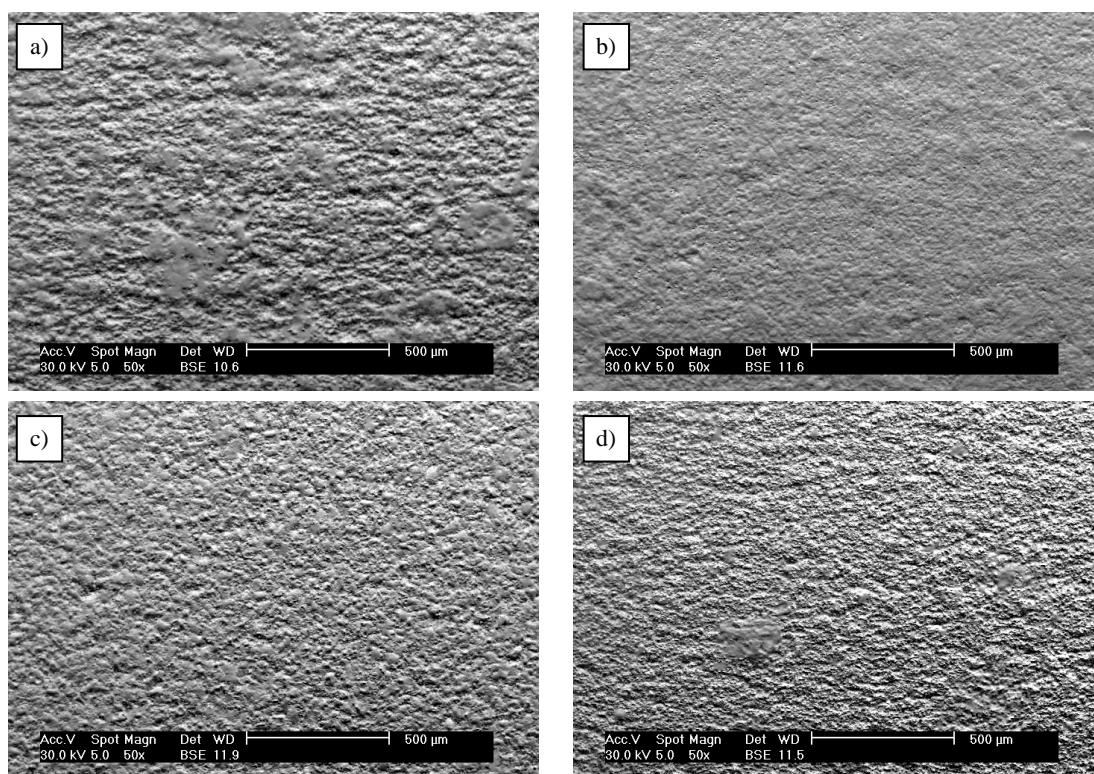 a)
b)
Acc.V Spot Magn Det WD 500 µm
30.0 kV 5.0 50x BSE 10.6
Acc.V Spot Magn Det WD 500 µm
30.0 kV 5.0 50x BSE 11.6
c)
d)
Acc.V Spot Magn Det WD 500 µm
30.0 kV 5.0 50x BSE 11.9
Acc.V Spot Magn Det WD 500 µm
30.0 kV 5.0 50x BSE 11.5